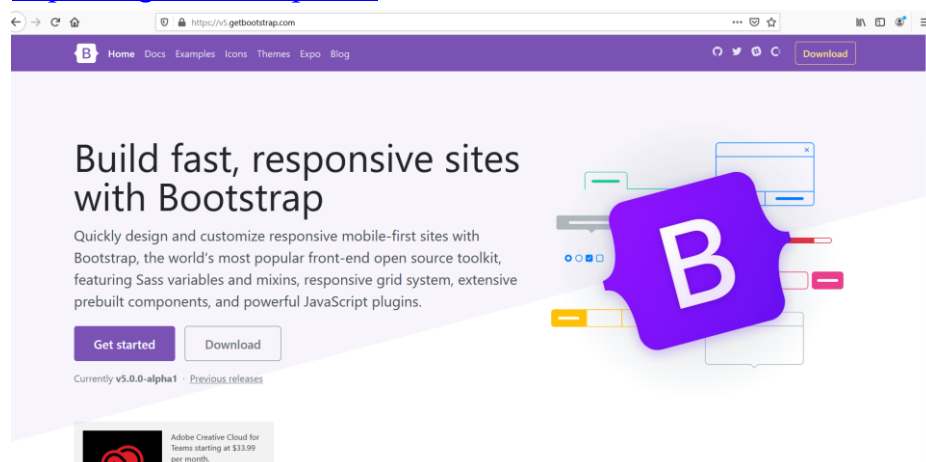 https://v5.getbootstrap.com
B Home Docs Examples Icons Themes Expo Blog Download
Build fast, responsive sites
with Bootstrap
Quickly design and customize responsive mobile-first sites with
Bootstrap, the world's most popular front-end open source toolkit,
featuring Sass variables and mixins, responsive grid system, extensive
prebuilt components, and powerful JavaScript plugins.
B
Get started Download
Currently v5.0.0-alpha1 · Previous releases
Adobe Creative Cloud for
Teams starting at $33.99
per month.